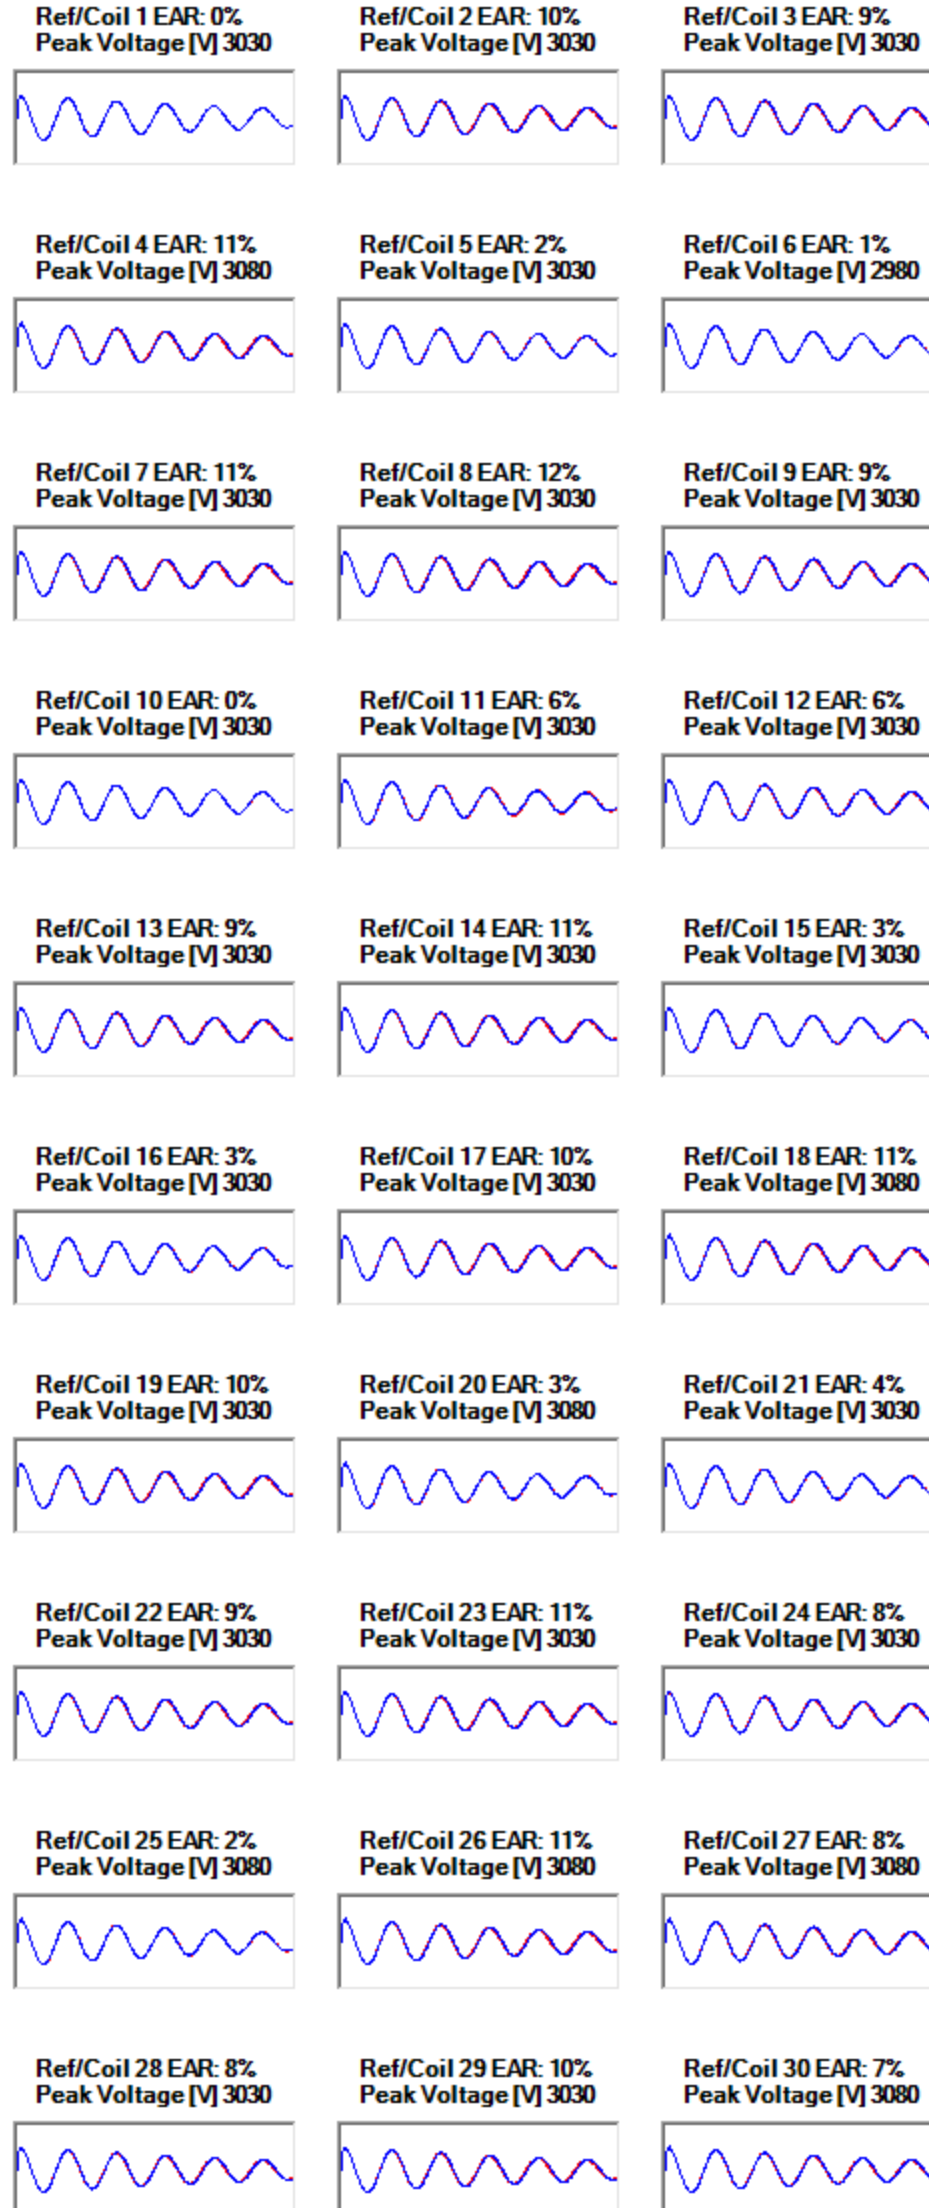 Ref/Coil 1 EAR: 0%
Peak Voltage [V] 3030
Ref/Coil 2 EAR: 10%
Peak Voltage [V] 3030
Ref/Coil 3 EAR: 9%
Peak Voltage [V] 3030
Ref/Coil 4 EAR: 11%
Peak Voltage [V] 3080
Ref/Coil 5 EAR: 2%
Peak Voltage [V] 3030
Ref/Coil 6 EAR: 1%
Peak Voltage [V] 2980
Ref/Coil 7 EAR: 11%
Peak Voltage [V] 3030
Ref/Coil 8 EAR: 12%
Peak Voltage [V] 3030
Ref/Coil 9 EAR: 9%
Peak Voltage [V] 3030
Ref/Coil 10 EAR: 0%
Peak Voltage [V] 3030
Ref/Coil 11 EAR: 6%
Peak Voltage [V] 3030
Ref/Coil 12 EAR: 6%
Peak Voltage [V] 3030
Ref/Coil 13 EAR: 9%
Peak Voltage [V] 3030
Ref/Coil 14 EAR: 11%
Peak Voltage [V] 3030
Ref/Coil 15 EAR: 3%
Peak Voltage [V] 3030
Ref/Coil 16 EAR: 3%
Peak Voltage [V] 3030
Ref/Coil 17 EAR: 10%
Peak Voltage [V] 3030
Ref/Coil 18 EAR: 11%
Peak Voltage [V] 3080
Ref/Coil 19 EAR: 10%
Peak Voltage [V] 3030
Ref/Coil 20 EAR: 3%
Peak Voltage [V] 3080
Ref/Coil 21 EAR: 4%
Peak Voltage [V] 3030
Ref/Coil 22 EAR: 9%
Peak Voltage [V] 3030
Ref/Coil 23 EAR: 11%
Peak Voltage [V] 3030
Ref/Coil 24 EAR: 8%
Peak Voltage [V] 3030
Ref/Coil 25 EAR: 2%
Peak Voltage [V] 3080
Ref/Coil 26 EAR: 11%
Peak Voltage [V] 3080
Ref/Coil 27 EAR: 8%
Peak Voltage [V] 3080
Ref/Coil 28 EAR: 8%
Peak Voltage [V] 3030
Ref/Coil 29 EAR: 10%
Peak Voltage [V] 3030
Ref/Coil 30 EAR: 7%
Peak Voltage [V] 3080